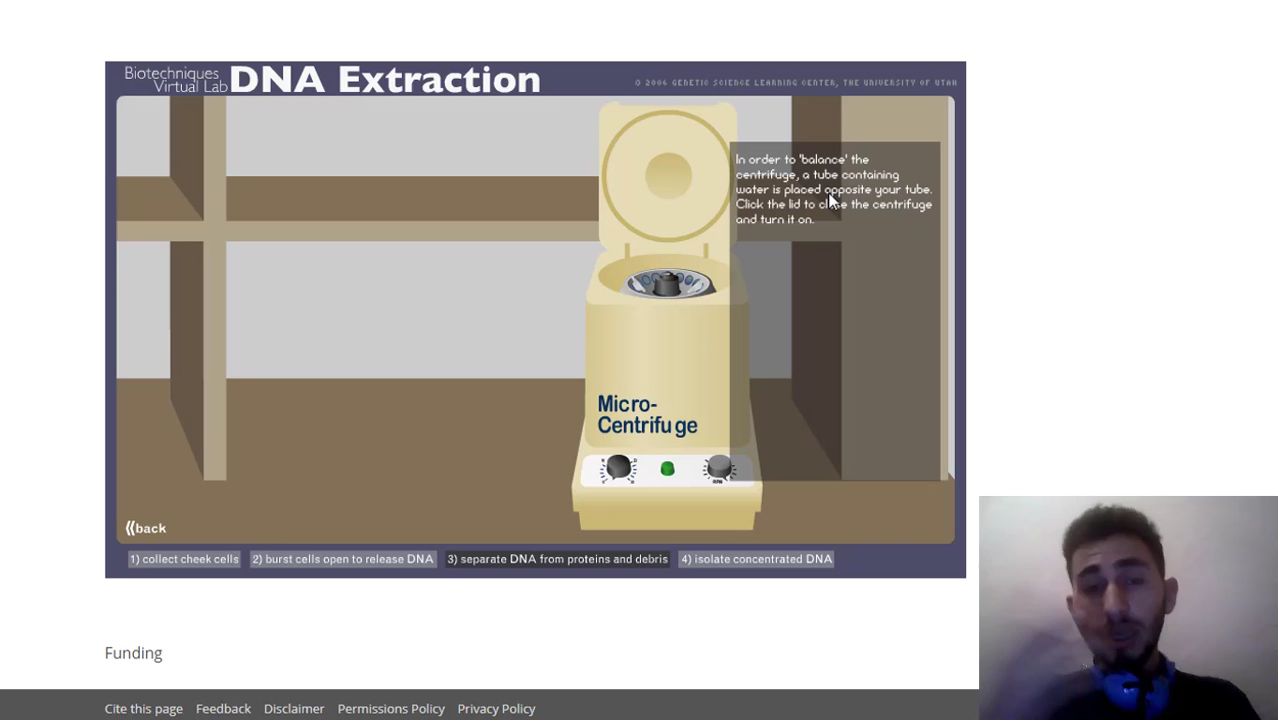 Biotechniques
Virtual Lab
DNA Extraction
© 2006 GENETIC SCIENCE LEARNING CENTER, THE UNIVERSITY OF UTAH
In order to 'balance' the
centrifuge, a tube containing
water is placed opposite your tube.
Click the lid to close the centrifuge
and turn it on.
Micro-
Centrifuge
⟪back
1) collect cheek cells
2) burst cells open to release DNA
3) separate DNA from proteins and debris
4) isolate concentrated DNA
Funding
Cite this page
Feedback
Disclaimer
Permissions Policy
Privacy Policy